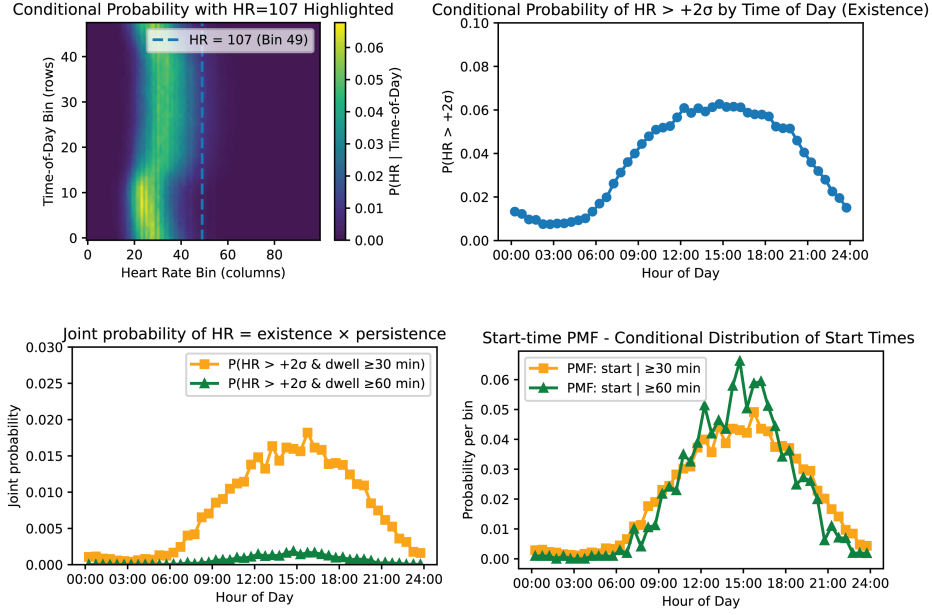 Conditional Probability with HR=107 Highlighted
HR = 107 (Bin 49)
Time-of-Day Bin (rows)
40
30
20
10
0
0 20 40 60 80
Heart Rate Bin (columns)
0.06
0.05
0.04
0.03
0.02
0.01
0.00
P(HR | Time-of-Day)
Conditional Probability of HR > +2σ by Time of Day (Existence)
P(HR > +2σ)
0.10
0.08
0.06
0.04
0.02
0.00
00:00 03:00 06:00 09:00 12:00 15:00 18:00 21:00 24:00
Hour of Day
Joint probability of HR = existence × persistence
P(HR > +2σ & dwell ≥30 min)
P(HR > +2σ & dwell ≥60 min)
Joint probability
0.030
0.025
0.020
0.015
0.010
0.005
0.000
00:00 03:00 06:00 09:00 12:00 15:00 18:00 21:00 24:00
Hour of Day
Start-time PMF - Conditional Distribution of Start Times
PMF: start | ≥30 min
PMF: start | ≥60 min
Probability per bin
0.06
0.05
0.04
0.03
0.02
0.01
0.00
00:00 03:00 06:00 09:00 12:00 15:00 18:00 21:00 24:00
Hour of Day